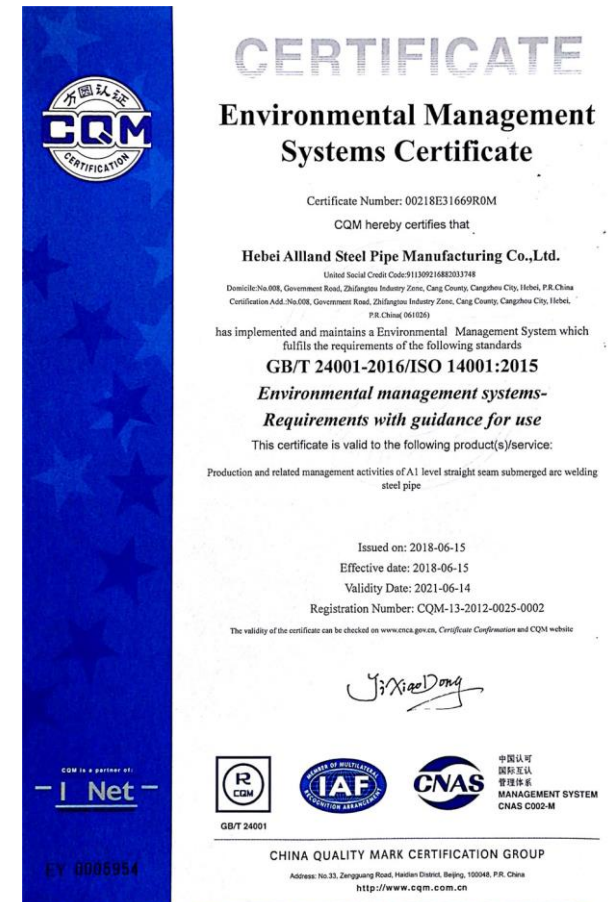 CERTIFICATE
方圆认证
CQM
CERTIFICATION
Environmental Management
Systems Certificate
Certificate Number: 00218E31669R0M
CQM hereby certifies that
Hebei Allland Steel Pipe Manufacturing Co.,Ltd.
United Social Credit Code:911309216882033748
Domicile:No.008, Government Road, Zhifangtou Industry Zone, Cang County, Cangzhou City, Hebei, P.R.China
Certification Add.:No.008, Government Road, Zhifangtou Industry Zone, Cang County, Cangzhou City, Hebei,
P.R.China( 061026)
has implemented and maintains a Environmental Management System which
fulfils the requirements of the following standards
GB/T 24001-2016/ISO 14001:2015
Environmental management systems-
Requirements with guidance for use
This certificate is valid to the following product(s)/service:
Production and related management activities of A1 level straight seam submerged arc welding
steel pipe
Issued on: 2018-06-15
Effective date: 2018-06-15
Validity Date: 2021-06-14
Registration Number: CQM-13-2012-0025-0002
The validity of the certificate can be checked on www.cnca.gov.cn, Certificate Confirmation and CQM website
Ji XiaoDong
CQM is a partner of:
I Net
EY 0005954
R
CQM
GB/T 24001
MEMBER OF MULTILATERAL
IAF
RECOGNITION ARRANGEMENT
CNAS
中国认可
国际互认
管理体系
MANAGEMENT SYSTEM
CNAS C002-M
CHINA QUALITY MARK CERTIFICATION GROUP
Address: No.33, Zengguang Road, Haidian District, Beijing, 100048, P.R. China
http://www.cqm.com.cn